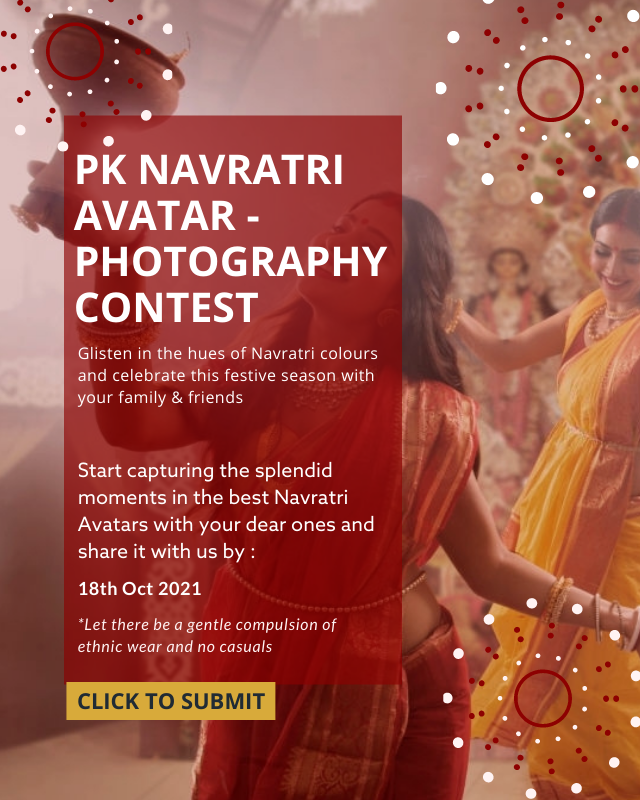 PK NAVRATRI
AVATAR -
PHOTOGRAPHY
CONTEST
Glisten in the hues of Navratri colours
and celebrate this festive season with
your family & friends
Start capturing the splendid
moments in the best Navratri
Avatars with your dear ones and
share it with us by :
18th Oct 2021
*Let there be a gentle compulsion of
ethnic wear and no casuals
CLICK TO SUBMIT